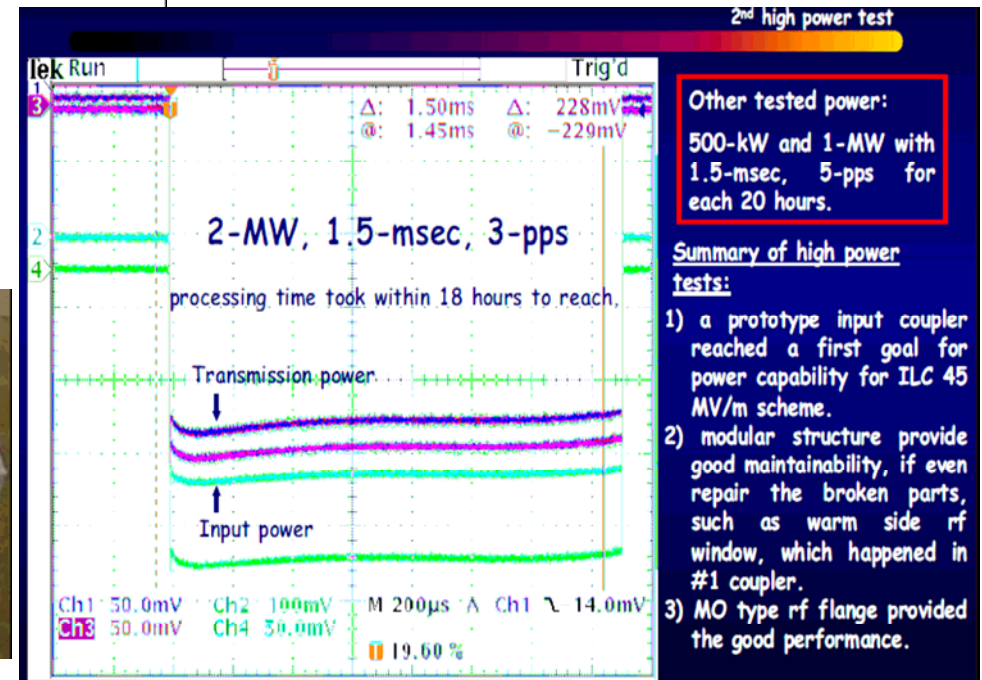 2nd high power test
Tek Run
Trig'd
1
3
Δ: 1.50ms Δ: 228mV
@: 1.45ms @: -229mV
2
4
2-MW, 1.5-msec, 3-pps
processing time took within 18 hours to reach.
Transmission power
Input power
Ch1 50.0mV Ch2 100mV M 200µs A Ch1 -14.0mV
Ch3 50.0mV Ch4 50.0mV
19.60 %
Other tested power:
500-kW and 1-MW with
1.5-msec, 5-pps for
each 20 hours.
Summary of high power
tests:
1) a prototype input coupler
reached a first goal for
power capability for ILC 45
MV/m scheme.
2) modular structure provide
good maintainability, if even
repair the broken parts,
such as warm side rf
window, which happened in
#1 coupler.
3) MO type rf flange provided
the good performance.